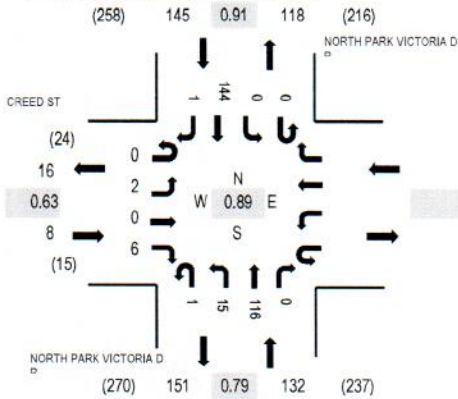 (258) 145 0.91 118 (216)
NORTH PARK VICTORIA D
1 144 0 0
CREED ST
(24)
16
0.63
8
(15)
0
2
0
6
N
W 0.89 E
S
1 15 116 0
NORTH PARK VICTORIA D
(270) 151 0.79 132 (237)